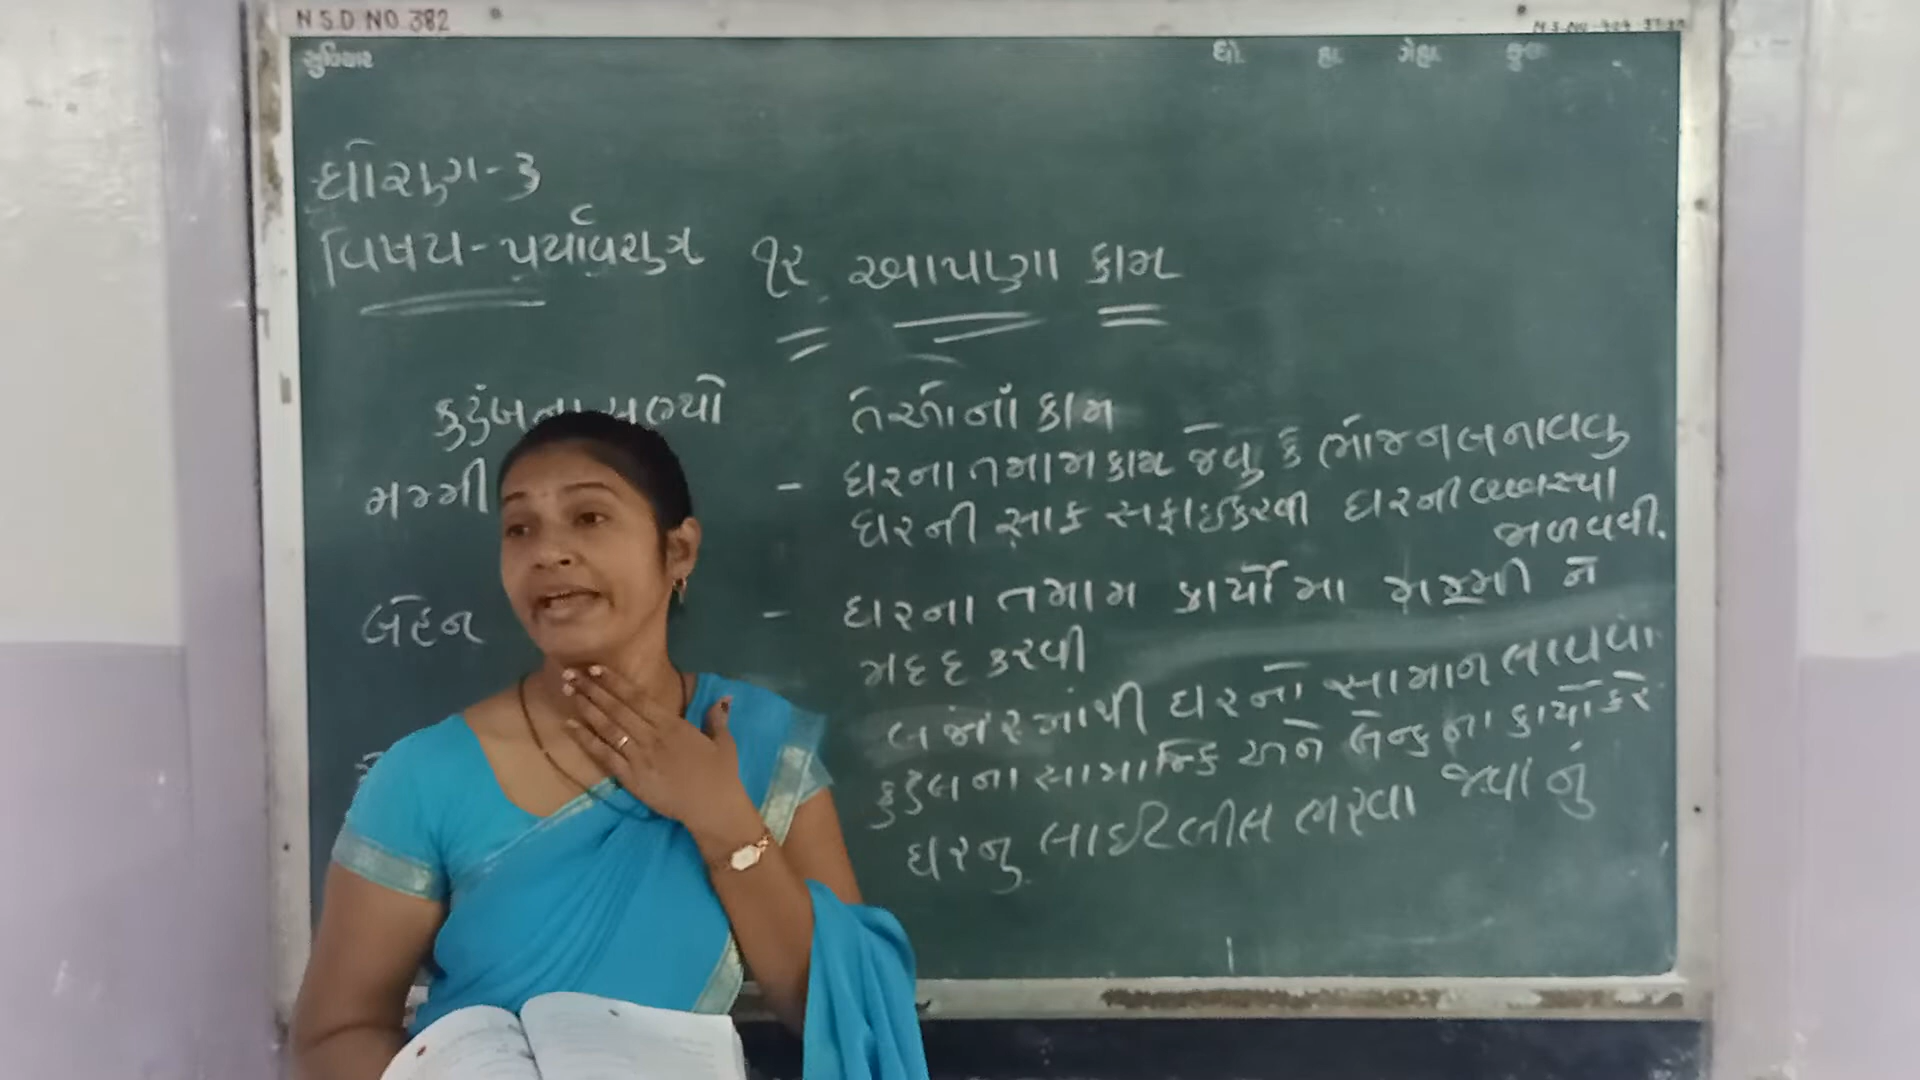 N.S.D. NO. 382
સુવિચાર
ધો.
ધોરણ-૩
વિષય-પર્યાવરણ
૧૨ આપણા કામ
કુટુંબના સભ્યો
તેઓનાં કામ
મમ્મી - ઘરના તમામ કામ જેવુ કે ભોજન બનાવવુ
ઘરની સાફ સફાઈ કરવી ઘરની વ્યવસ્થા
જાળવવી.
બહેન - ઘરના તમામ કાર્યો મા મમ્મી ને
મદદ કરવી
બજારમાંથી ઘરનો સામાન લાવવો
કુટુંબના સામાજિક અને બેન્કના કાર્યો કરે
ઘરનુ લાઈટબીલ ભરવા જવાનું